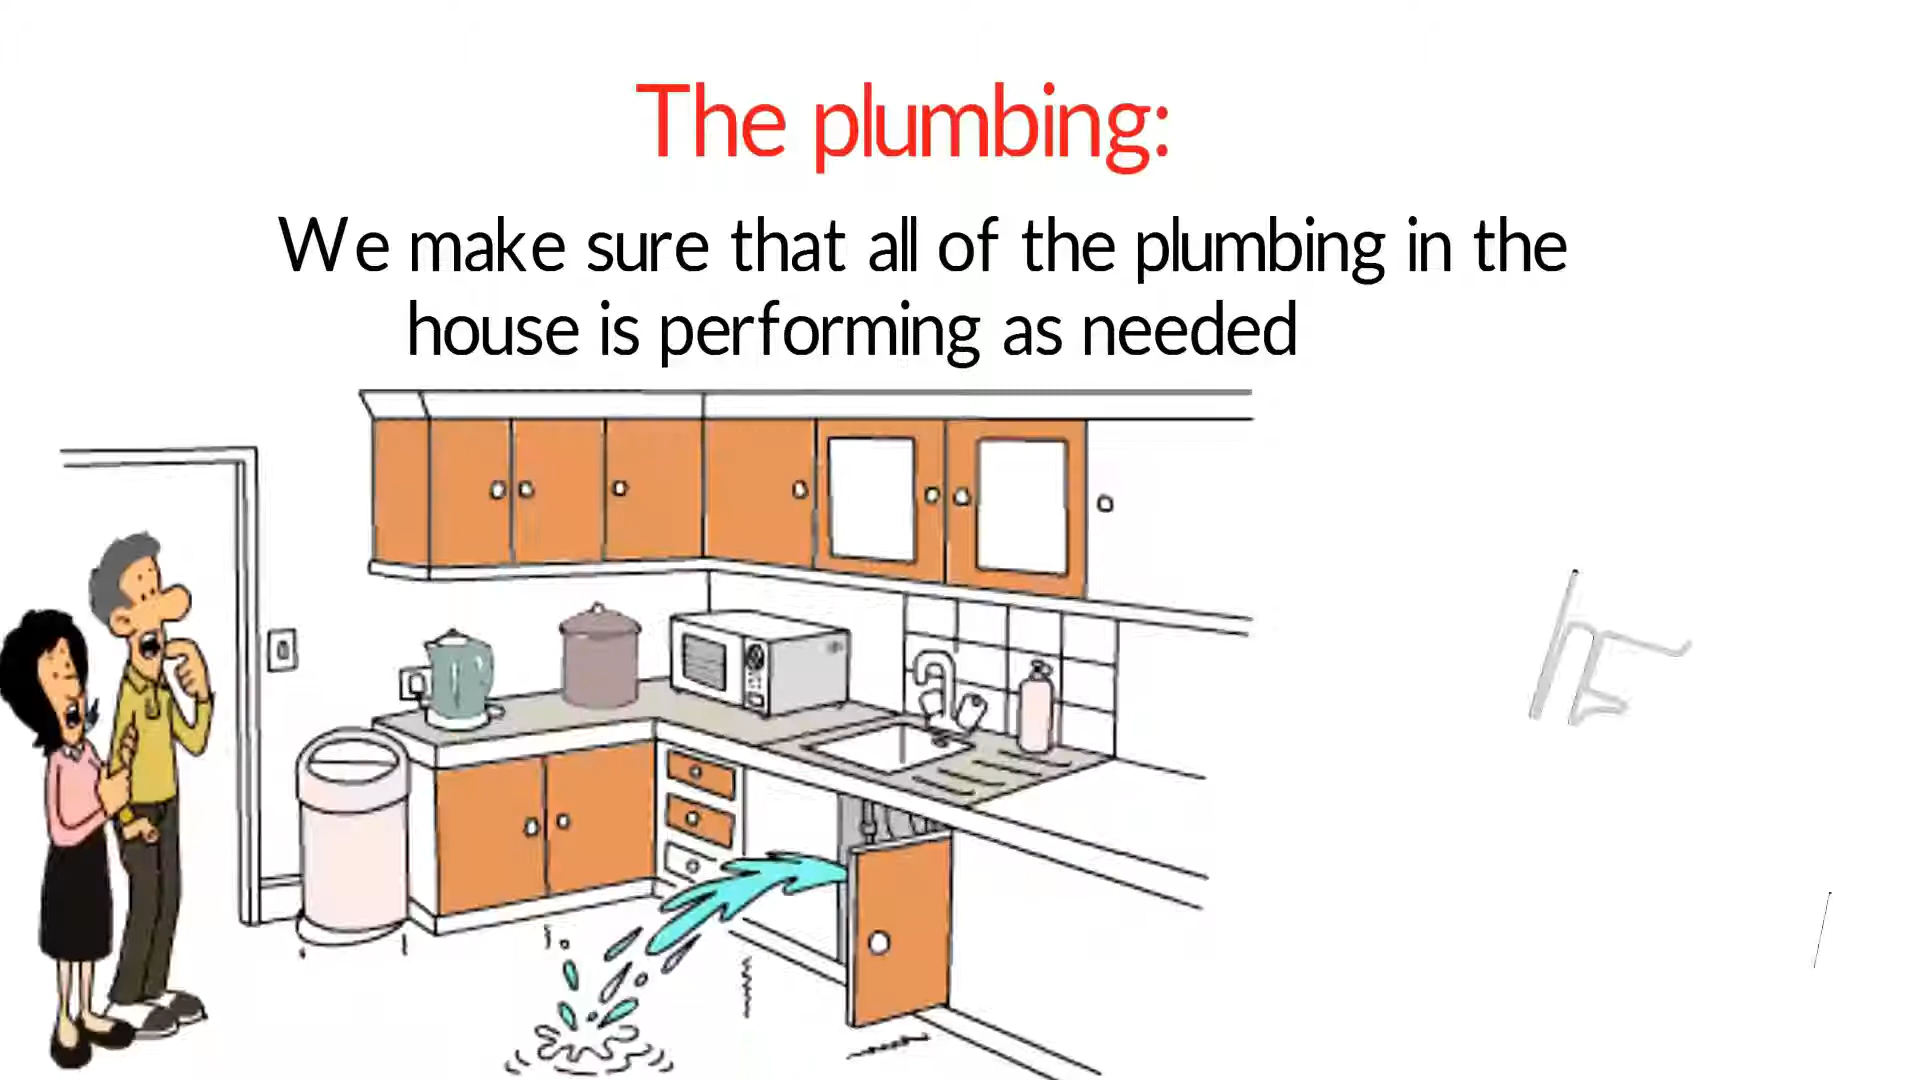 The plumbing:
We make sure that all of the plumbing in the
house is performing as needed